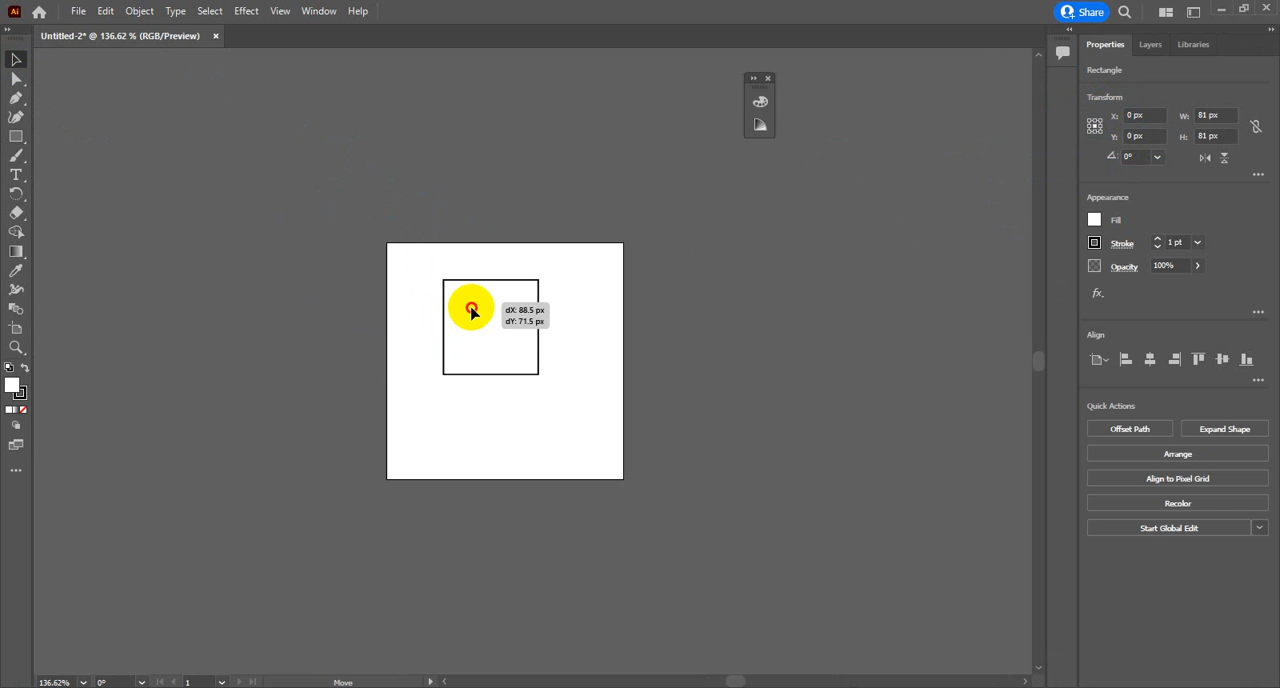 Ai File Edit Object Type Select Effect View Window Help Share
Untitled-2* @ 136.62 % (RGB/Preview) ×
Properties Layers Libraries
Rectangle
Transform
X: 0 px W: 81 px
Y: 0 px H: 81 px
0°
Appearance
Fill
Stroke 1 pt
Opacity 100%
fx.
Align
Quick Actions
Offset Path Expand Shape
Arrange
Align to Pixel Grid
Recolor
Start Global Edit
dX: 88.5 px
dY: 71.5 px
136.62% 0° 1 Move